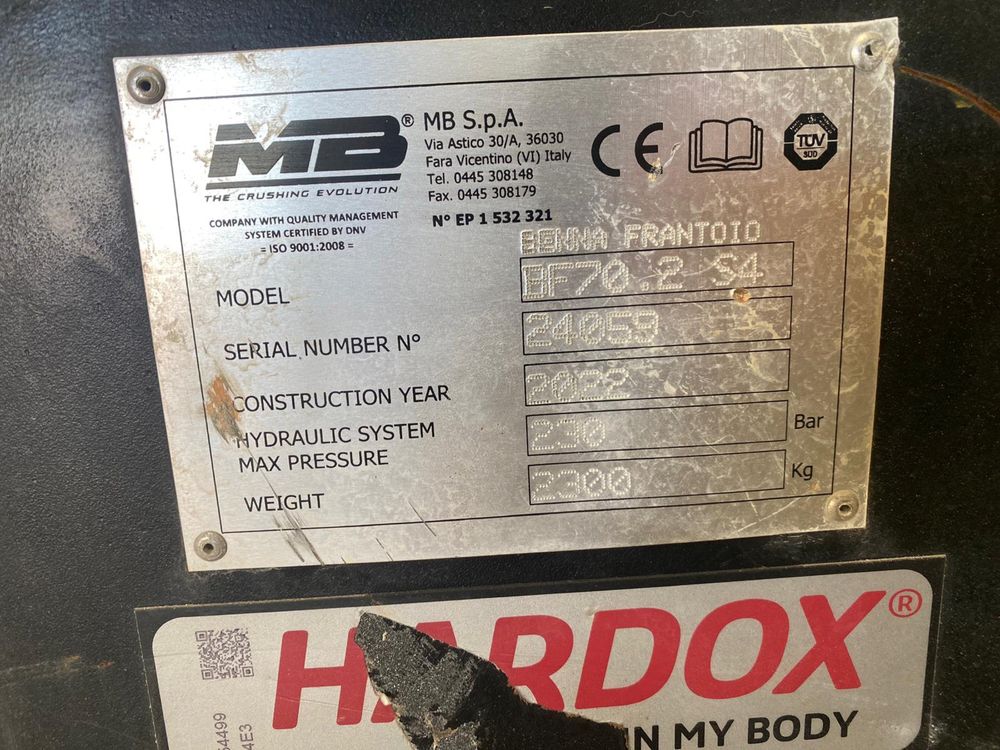 MB®
THE CRUSHING EVOLUTION
COMPANY WITH QUALITY MANAGEMENT
SYSTEM CERTIFIED BY DNV
= ISO 9001:2008 =
MB S.p.A.
Via Astico 30/A, 36030
Fara Vicentino (VI) Italy
Tel. 0445 308148
Fax. 0445 308179
N° EP 1 532 321
CE
TÜV
SÜD
BENNA FRANTOIO
MODEL BF70.2 S4
SERIAL NUMBER N° 24059
CONSTRUCTION YEAR 2022
HYDRAULIC SYSTEM
MAX PRESSURE 230 Bar
WEIGHT 2300 Kg
HARDOX®
IN MY BODY
54499
4E3